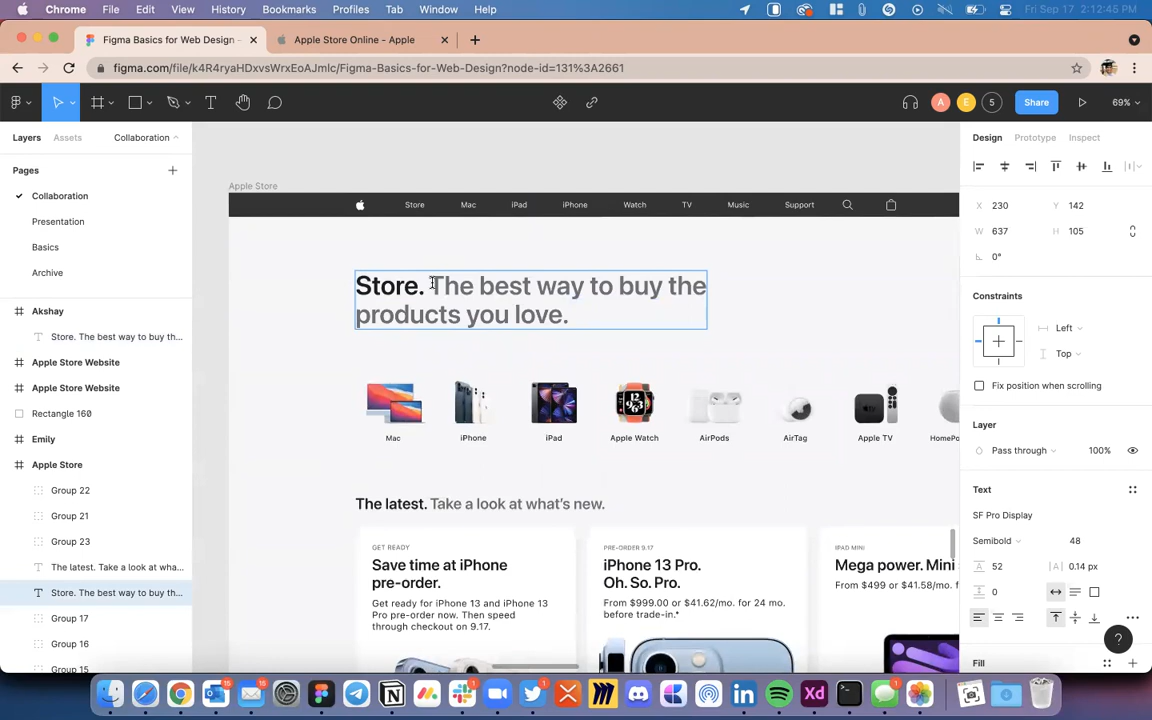 Chrome File Edit View History Bookmarks Profiles Tab Window Help Fri Sep 17 2:12:45 PM
Figma Basics for Web Design - Apple Store Online - Apple
figma.com/file/k4R4ryaHDxvsWrxEoAJmlc/Figma-Basics-for-Web-Design?node-id=131%3A2661
A E 5 Share 69%
Layers Assets Collaboration
Pages
Collaboration
Presentation
Basics
Archive
Akshay
Store. The best way to buy th...
Apple Store Website
Apple Store Website
Rectangle 160
Emily
Apple Store
Group 22
Group 21
Group 23
The latest. Take a look at wha...
Store. The best way to buy th...
Group 17
Group 16
Group 15
Apple Store
Store Mac iPad iPhone Watch TV Music Support
Store. The best way to buy the
products you love.
Mac iPhone iPad Apple Watch AirPods AirTag Apple TV HomePo
The latest. Take a look at what's new.
GET READY
Save time at iPhone
pre-order.
Get ready for iPhone 13 and iPhone 13
Pro pre-order now. Then speed
through checkout on 9.17.
PRE-ORDER 9.17
iPhone 13 Pro.
Oh. So. Pro.
From $999.00 or $41.62/mo. for 24 mo.
before trade-in.*
IPAD MINI
Mega power. Mini
From $499 or $41.58/m
Design Prototype Inspect
X 230 Y 142
W 637 H 105
0°
Constraints
Left
Top
Fix position when scrolling
Layer
Pass through 100%
Text
SF Pro Display
Semibold 48
A 52 |A| 0.14 px
0
?
Fill
15 15 1 1 1